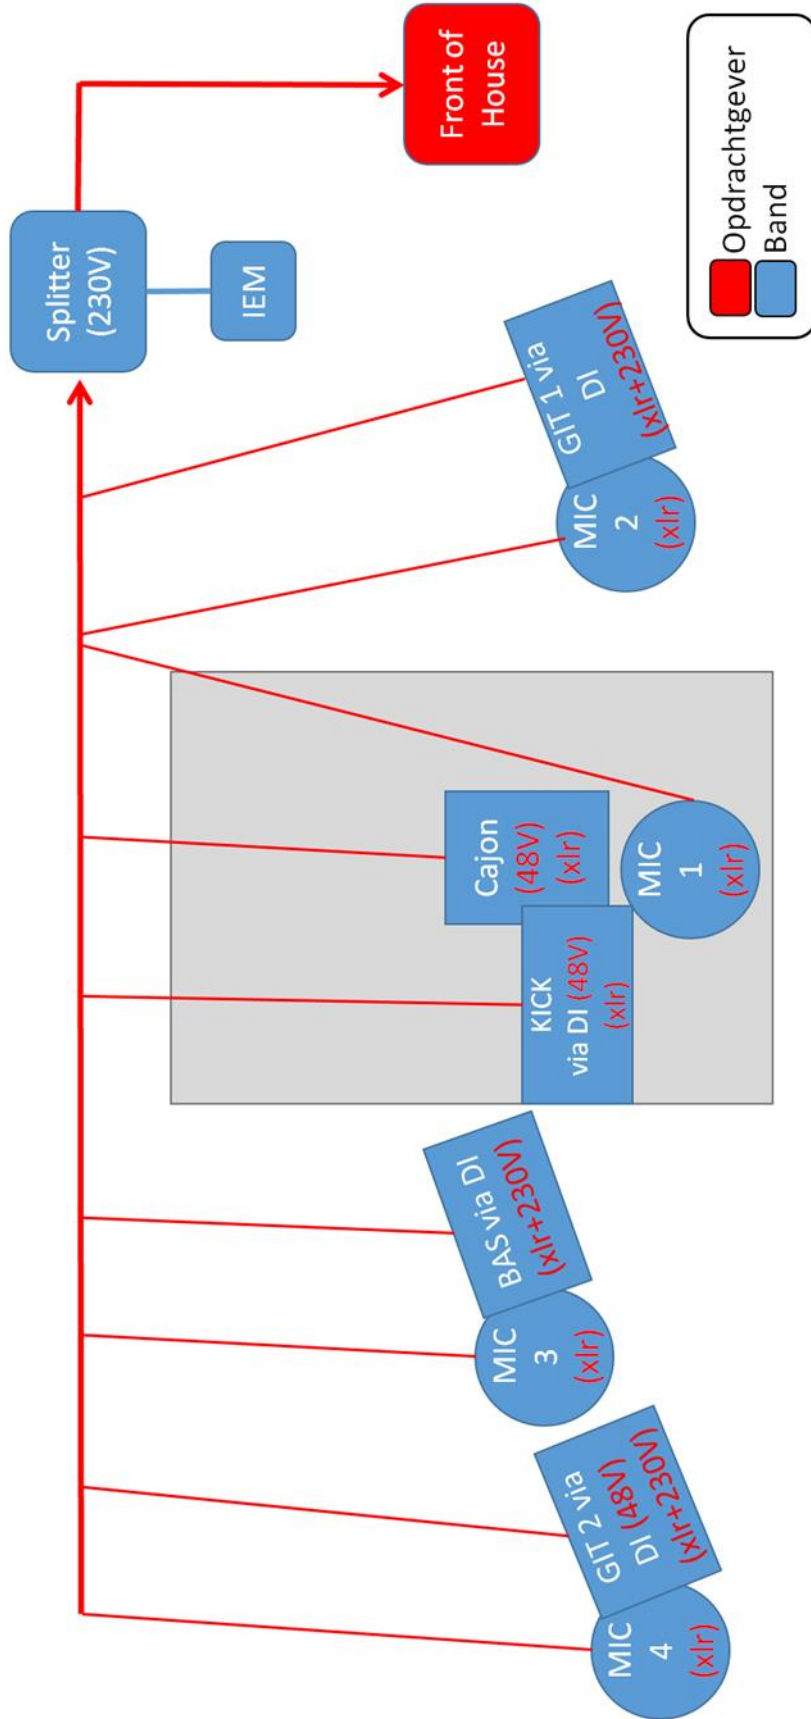 Splitter
(230V)
IEM
Front of
House
MIC
4
(xlr)
GIT 2 via
DI (48V)
(xlr+230V)
MIC
3
(xlr)
BAS via DI
(xlr+230V)
KICK
via DI (48V)
(xlr)
Cajon
(48V)
(xlr)
MIC
1
(xlr)
MIC
2
(xlr)
GIT 1 via
DI
(xlr+230V)
Opdrachtgever
Band